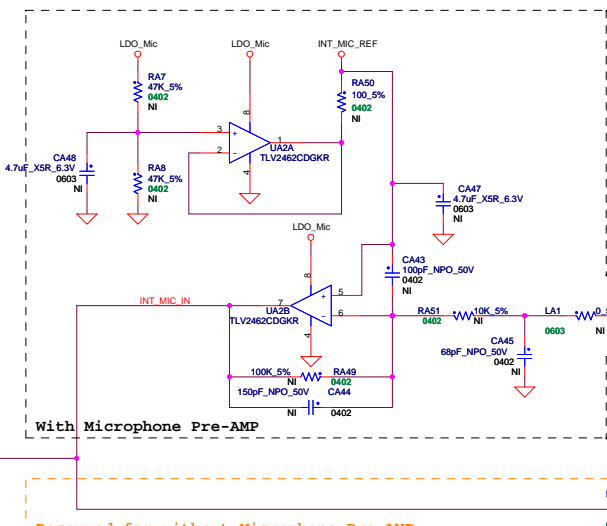 LDO_Mic
LDO_Mic
INT_MIC_REF
RA7
47K_5%
0402
NI
RA50
100_5%
0402
NI
8
3
+
1
2
−
UA2A
TLV2462CDGKR
4
CA48
4.7uF_X5R_6.3V
0603
NI
RA8
47K_5%
0402
NI
CA47
4.7uF_X5R_6.3V
0603
NI
LDO_Mic
CA43
100pF_NPO_50V
0402
NI
8
5
+
7
6
−
UA2B
TLV2462CDGKR
4
INT_MIC_IN
RA51
10K_5%
0402
NI
LA1
0603
NI
CA45
68pF_NPO_50V
0402
NI
100K_5%
RA49
NI
0402
150pF_NPO_50V
CA44
NI
0402
With Microphone Pre-AMP